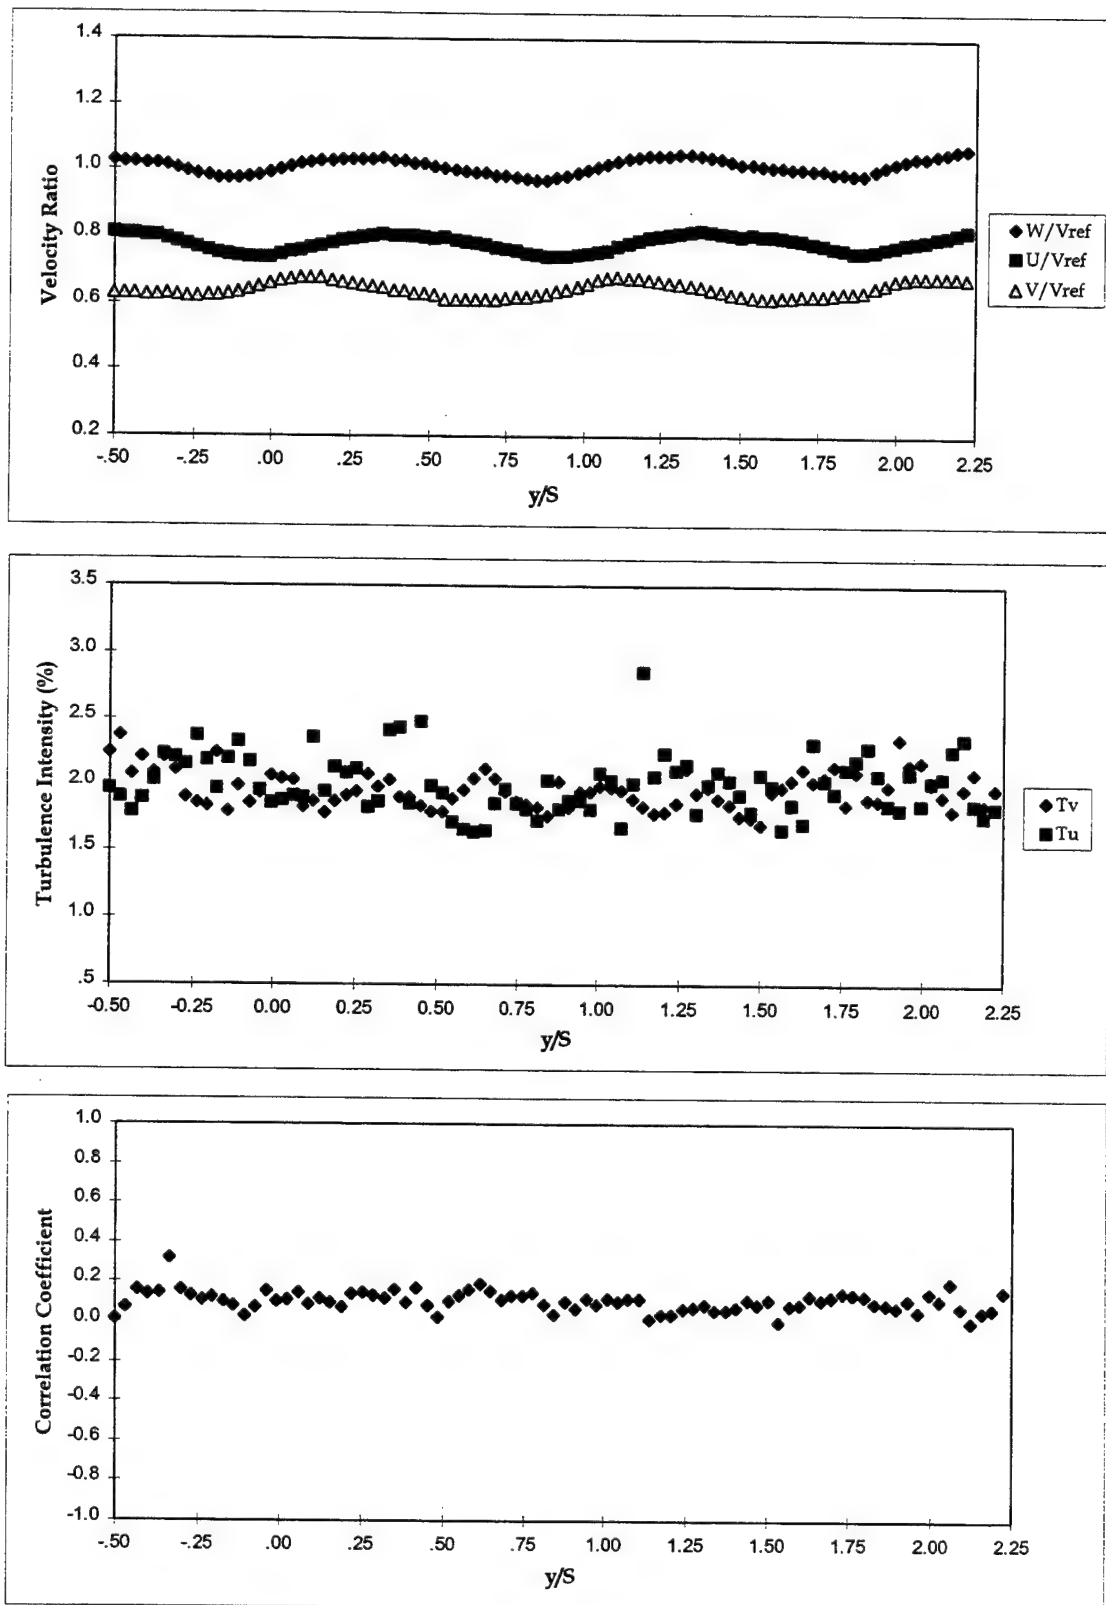 1.4
1.2
1.0
0.8
0.6
0.4
0.2
Velocity Ratio
-.50 -.25 .00 .25 .50 .75 1.00 1.25 1.50 1.75 2.00 2.25
y/S
W/Vref
U/Vref
V/Vref
3.5
3.0
2.5
2.0
1.5
1.0
.5
Turbulence Intensity (%)
-0.50 -0.25 0.00 0.25 0.50 0.75 1.00 1.25 1.50 1.75 2.00 2.25
y/S
Tv
Tu
1.0
0.8
0.6
0.4
0.2
0.0
-0.2
-0.4
-0.6
-0.8
-1.0
Correlation Coefficient
-.50 -.25 .00 .25 .50 .75 1.00 1.25 1.50 1.75 2.00 2.25
y/S